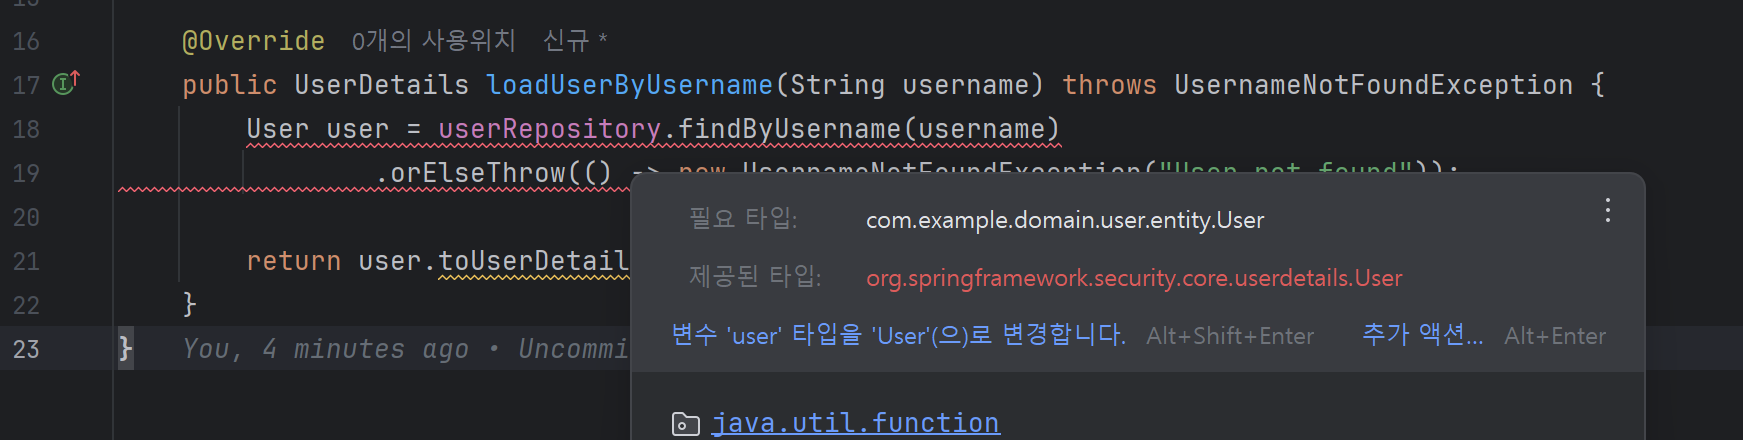 16 @Override 0개의 사용위치 신규 *
17 public UserDetails loadUserByUsername(String username) throws UsernameNotFoundException {
18 User user = userRepository.findByUsername(username)
19 .orElseThrow(() -> new UsernameNotFoundException("User not found"));
20
21 return user.toUserDetail
22 }
23 } You, 4 minutes ago • Uncommi
필요 타입: com.example.domain.user.entity.User
제공된 타입: org.springframework.security.core.userdetails.User
변수 'user' 타입을 'User'(으)로 변경합니다. Alt+Shift+Enter 추가 액션... Alt+Enter
java.util.function